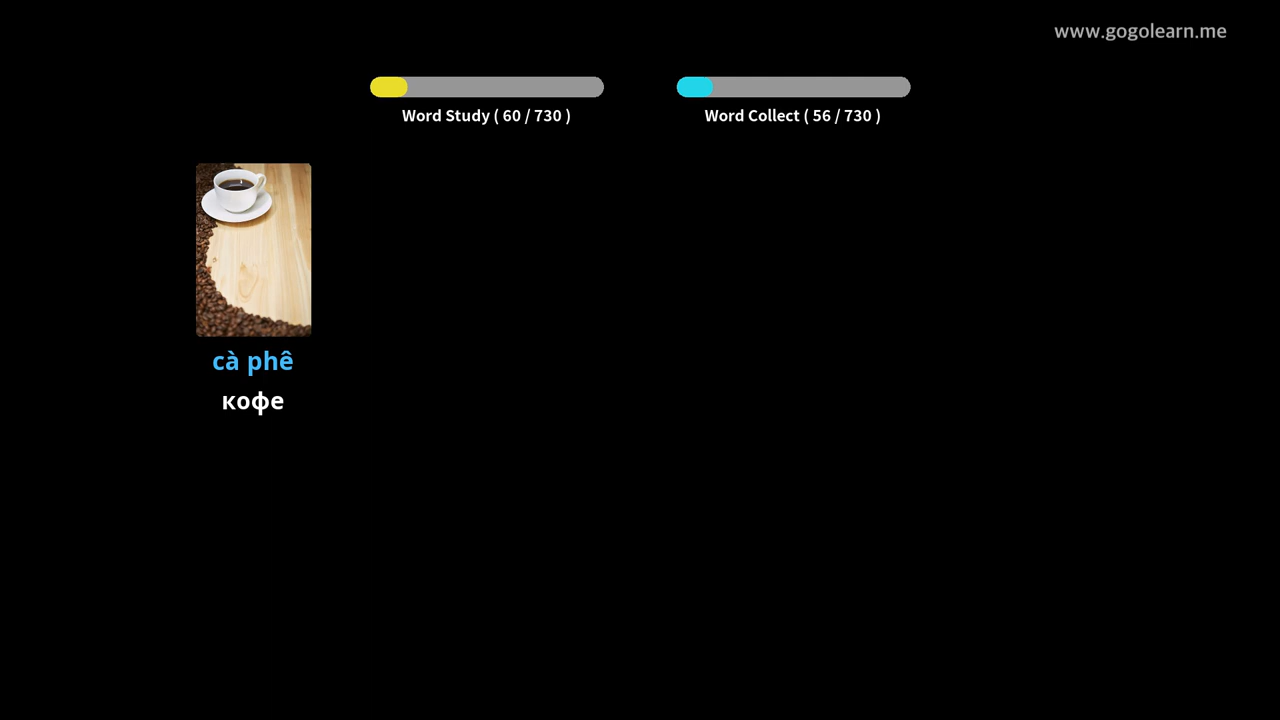 www.gogolearn.me
Word Study ( 60 / 730 )
Word Collect ( 56 / 730 )
cà phê
кофе